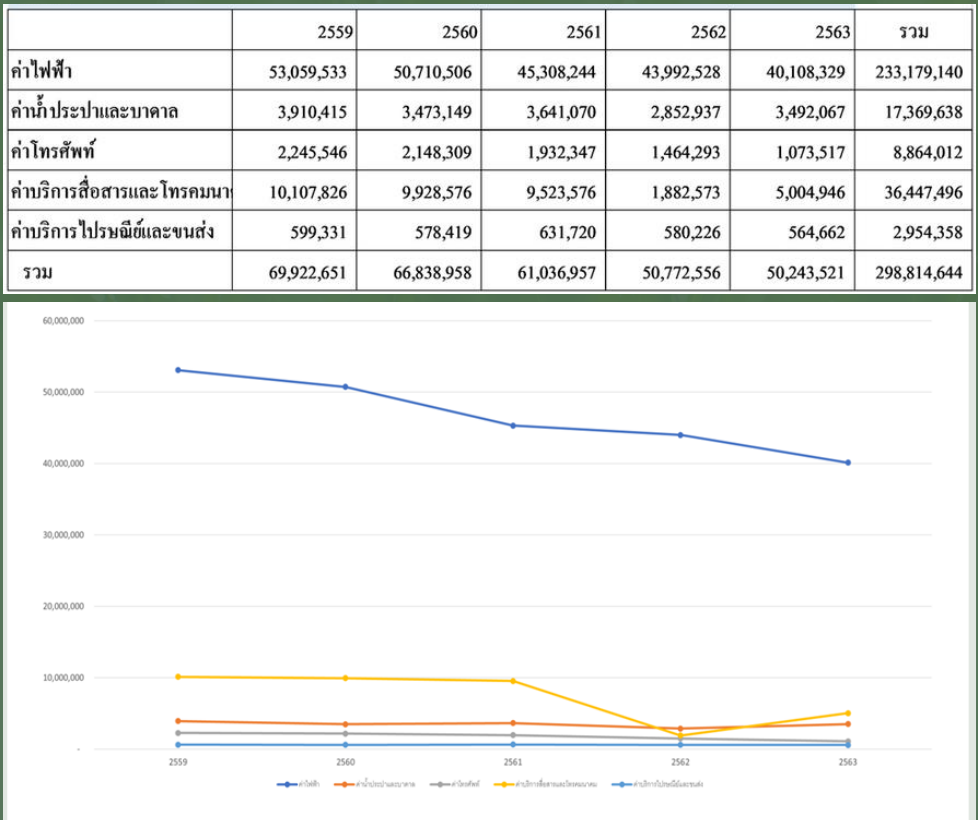 2559 2560 2561 2562 2563 รวม
ค่าไฟฟ้า 53,059,533 50,710,506 45,308,244 43,992,528 40,108,329 233,179,140
ค่าน้ำประปาและบาดาล 3,910,415 3,473,149 3,641,070 2,852,937 3,492,067 17,369,638
ค่าโทรศัพท์ 2,245,546 2,148,309 1,932,347 1,464,293 1,073,517 8,864,012
ค่าบริการสื่อสารและโทรคมนา 10,107,826 9,928,576 9,523,576 1,882,573 5,004,946 36,447,496
ค่าบริการไปรษณีย์และขนส่ง 599,331 578,419 631,720 580,226 564,662 2,954,358
รวม 69,922,651 66,838,958 61,036,957 50,772,556 50,243,521 298,814,644
60,000,000
50,000,000
40,000,000
30,000,000
20,000,000
10,000,000
-
2559 2560 2561 2562 2563
ค่าไฟฟ้า ค่าน้ำประปาและบาดาล ค่าโทรศัพท์ ค่าบริการสื่อสารและโทรคมนาคม ค่าบริการไปรษณีย์และขนส่ง